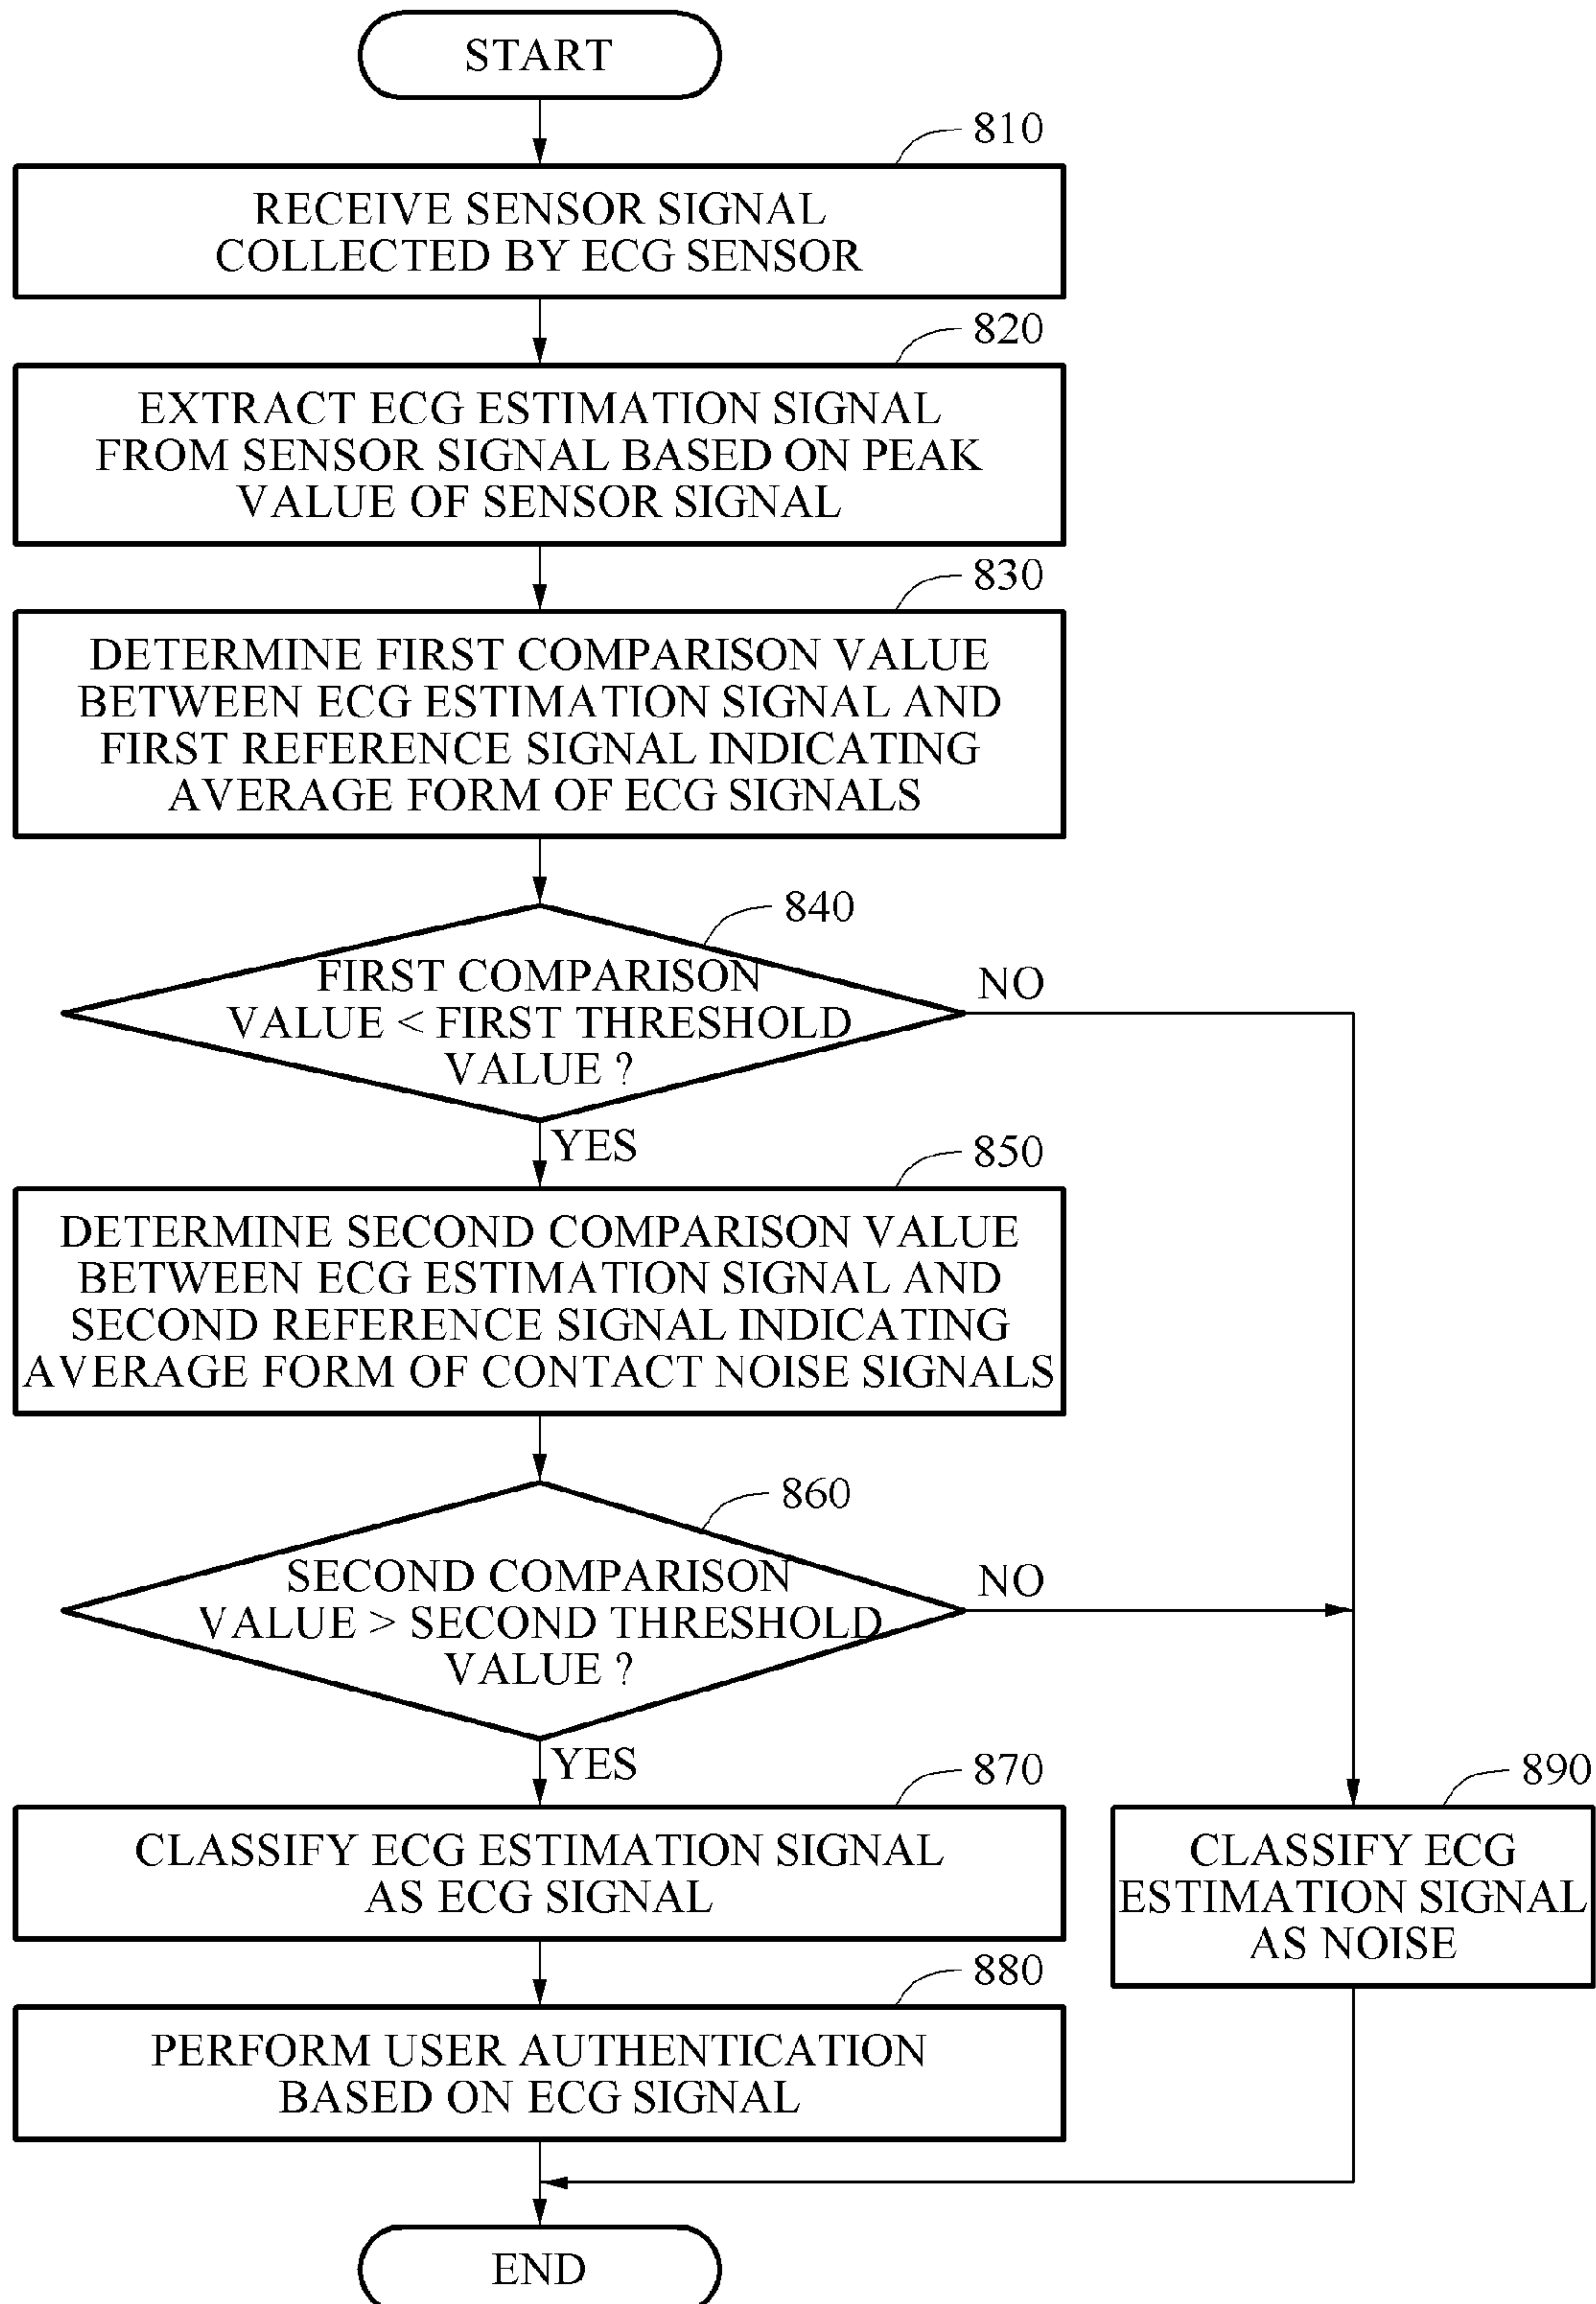 START
810
RECEIVE SENSOR SIGNAL
COLLECTED BY ECG SENSOR
820
EXTRACT ECG ESTIMATION SIGNAL
FROM SENSOR SIGNAL BASED ON PEAK
VALUE OF SENSOR SIGNAL
830
DETERMINE FIRST COMPARISON VALUE
BETWEEN ECG ESTIMATION SIGNAL AND
FIRST REFERENCE SIGNAL INDICATING
AVERAGE FORM OF ECG SIGNALS
840
FIRST COMPARISON
VALUE < FIRST THRESHOLD
VALUE ?
NO
YES
850
DETERMINE SECOND COMPARISON VALUE
BETWEEN ECG ESTIMATION SIGNAL AND
SECOND REFERENCE SIGNAL INDICATING
AVERAGE FORM OF CONTACT NOISE SIGNALS
860
SECOND COMPARISON
VALUE > SECOND THRESHOLD
VALUE ?
NO
YES
870
CLASSIFY ECG ESTIMATION SIGNAL
AS ECG SIGNAL
890
CLASSIFY ECG
ESTIMATION SIGNAL
AS NOISE
880
PERFORM USER AUTHENTICATION
BASED ON ECG SIGNAL
END